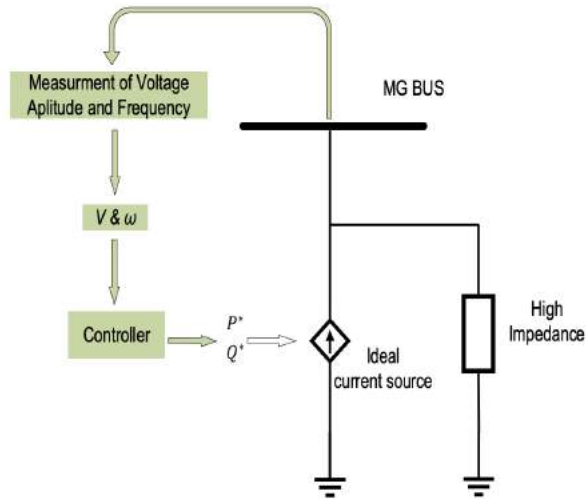 Measurment of Voltage
Aplitude and Frequency
MG BUS
V & ω
Controller
P*
Q*
Ideal
current source
High
Impedance